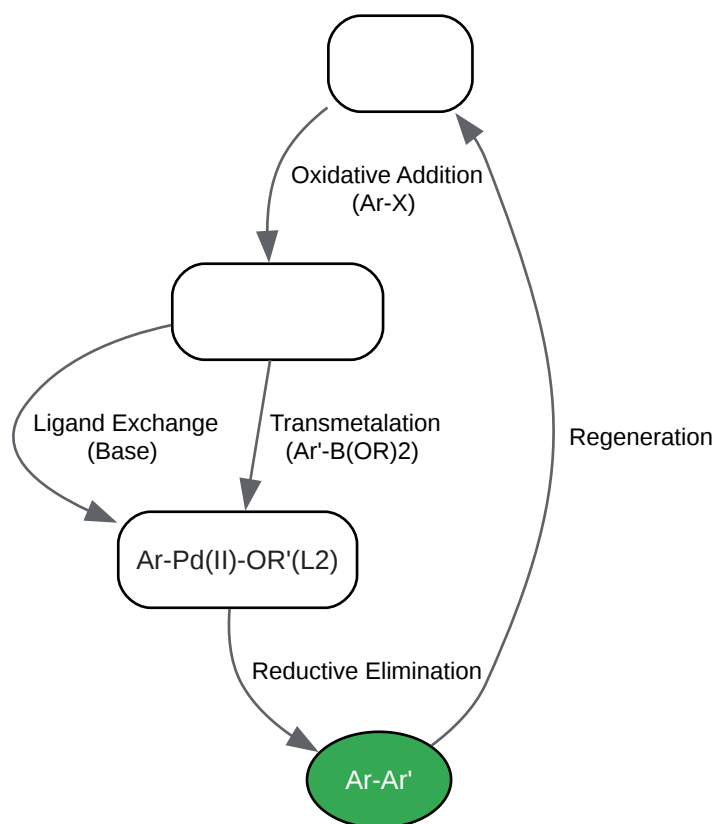 Oxidative Addition
(Ar-X)
Ligand Exchange
(Base)
Transmetalation
(Ar'-B(OR)2)
Regeneration
Ar-Pd(II)-OR'(L2)
Reductive Elimination
Ar-Ar'